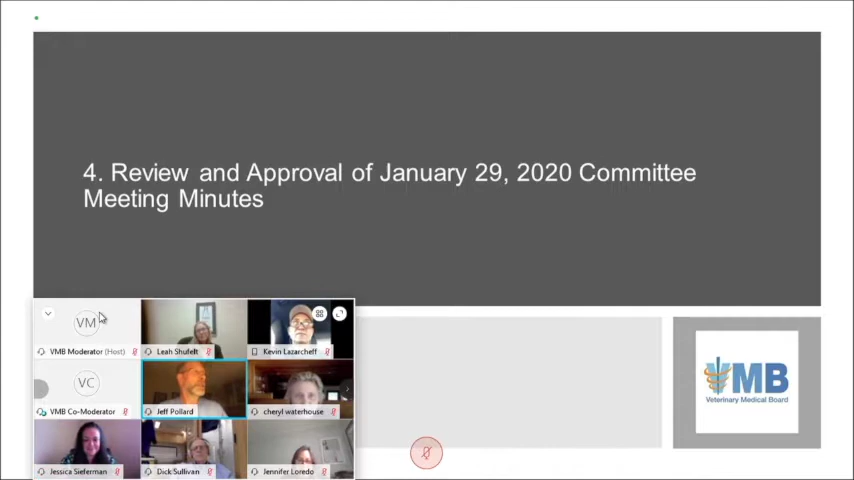 4. Review and Approval of January 29, 2020 Committee
Meeting Minutes
VM
VMB Moderator (Host)
Leah Shufelt
Kevin Lazarcheff
VC
VMB Co-Moderator
Jeff Pollard
cheryl waterhouse
Jessica Sieferman
Dick Sullivan
Jennifer Loredo
VMB
Veterinary Medical Board